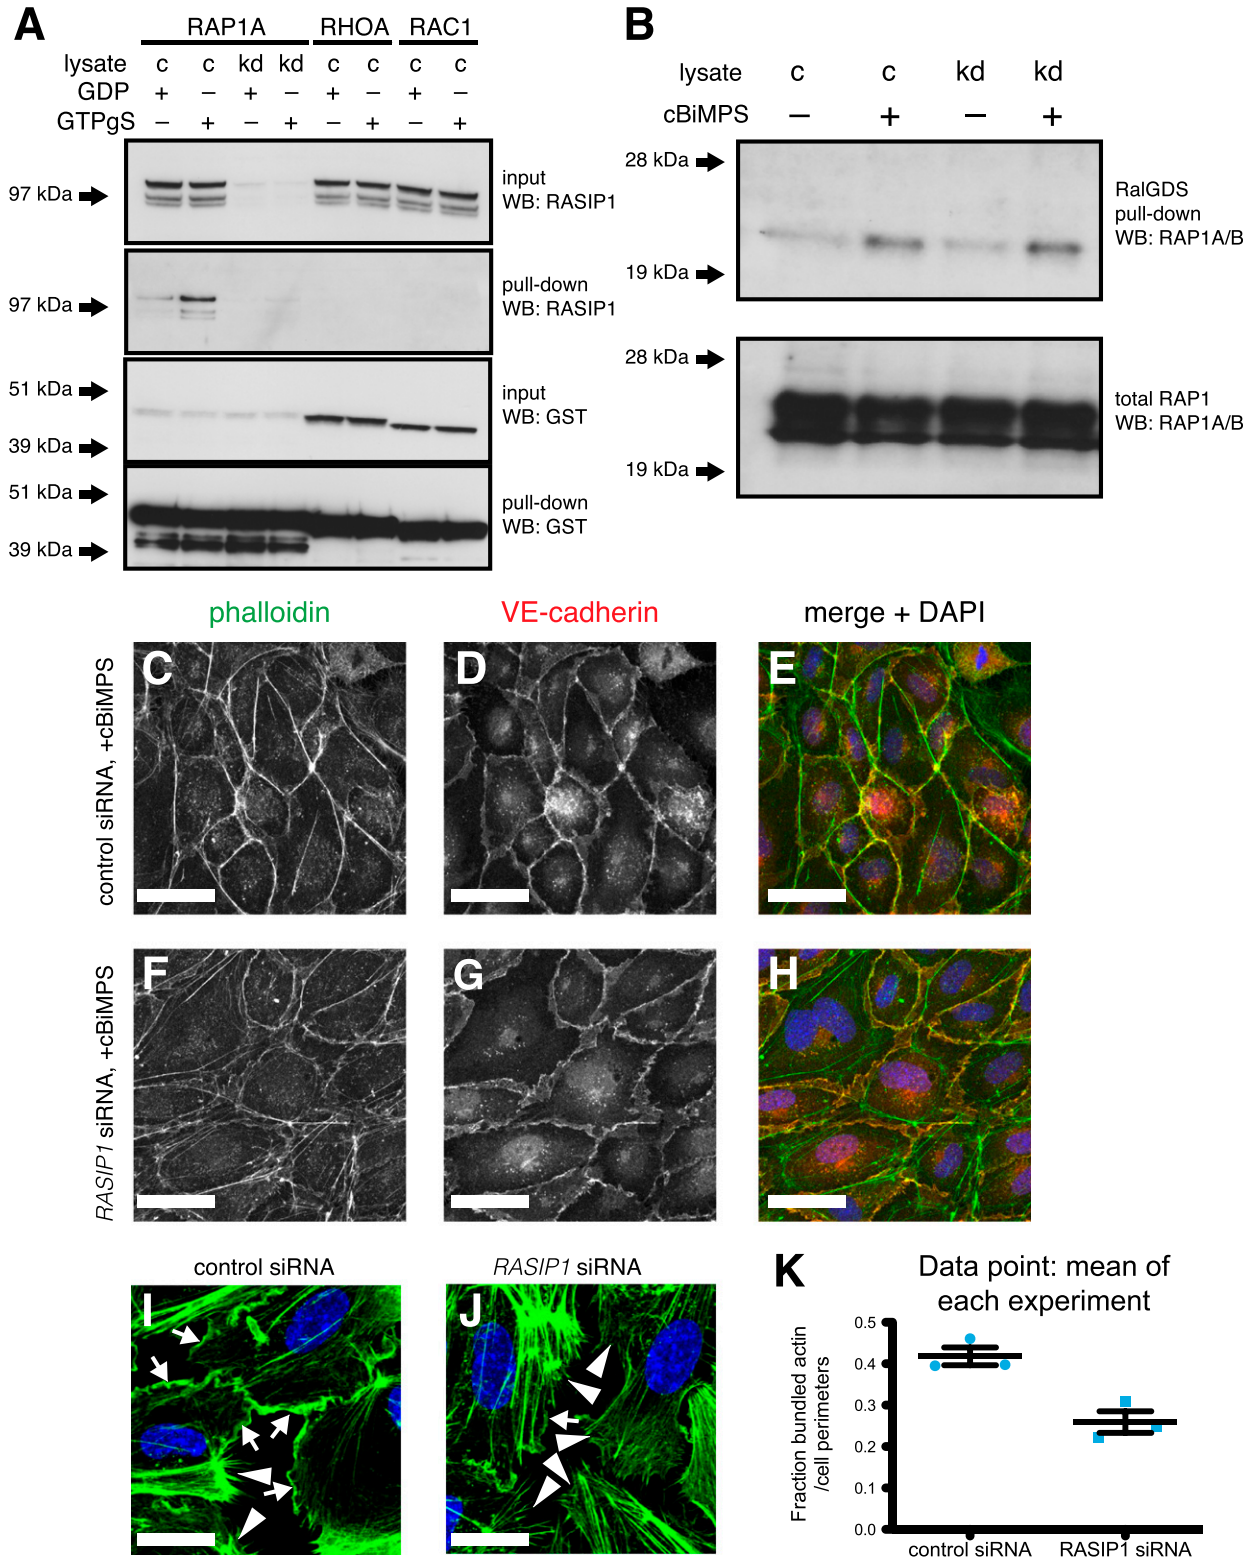 A
RAP1A RHOA RAC1
lysate c c kd kd c c c c
GDP + − + − + − + −
GTPgS − + − + − + − +
97 kDa
input
WB: RASIP1
97 kDa
pull-down
WB: RASIP1
51 kDa
39 kDa
input
WB: GST
51 kDa
39 kDa
pull-down
WB: GST
B
lysate c c kd kd
cBiMPS − + − +
28 kDa
19 kDa
RalGDS
pull-down
WB: RAP1A/B
28 kDa
19 kDa
total RAP1
WB: RAP1A/B
phalloidin VE-cadherin merge + DAPI
control siRNA, +cBiMPS
C D E
RASIP1 siRNA, +cBiMPS
F G H
control siRNA RASIP1 siRNA
I J
K
Data point: mean of
each experiment
Fraction bundled actin
/cell perimeters
0.5
0.4
0.3
0.2
0.1
0.0
control siRNA RASIP1 siRNA